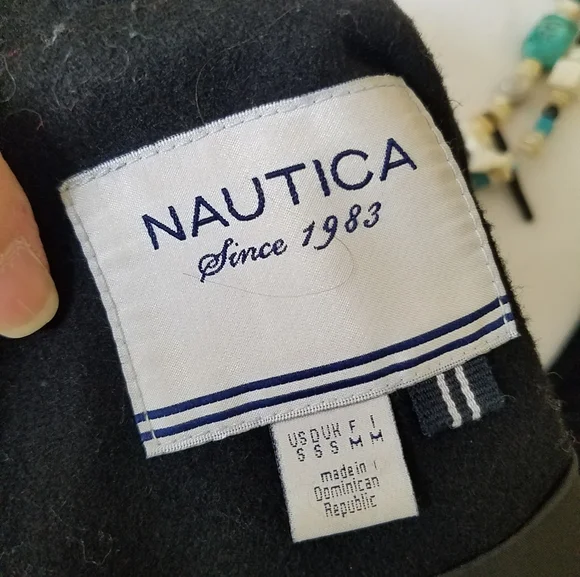 NAUTICA
Since 1983
US D UK F I
S S S M M
made in
Dominican
Republic